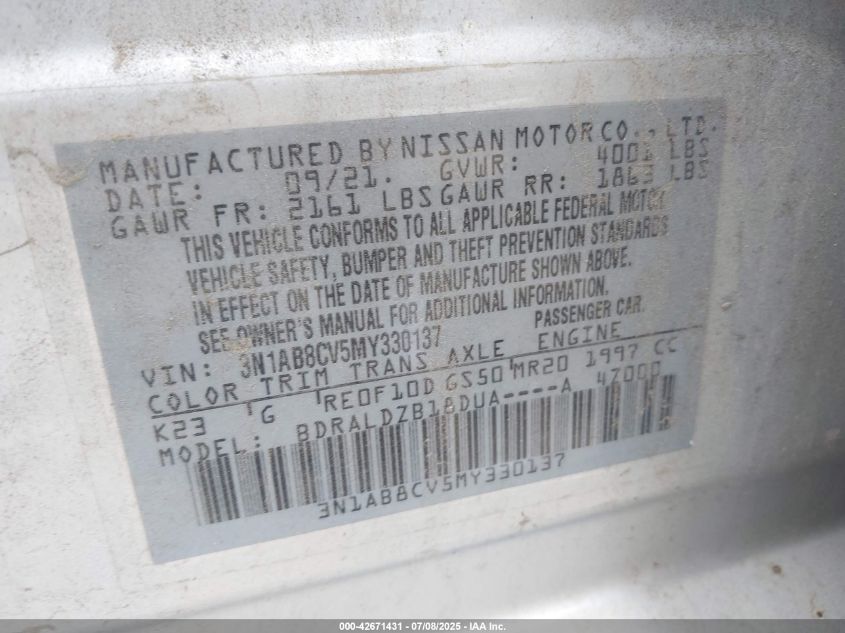 MANUFACTURED BY NISSAN MOTOR CO., LTD.
DATE: 09/21. GVWR: 4001 LBS
GAWR FR: 2161 LBS GAWR RR: 1863 LBS
THIS VEHICLE CONFORMS TO ALL APPLICABLE FEDERAL MOTOR
VEHICLE SAFETY, BUMPER AND THEFT PREVENTION STANDARDS
IN EFFECT ON THE DATE OF MANUFACTURE SHOWN ABOVE.
SEE OWNER'S MANUAL FOR ADDITIONAL INFORMATION.
VIN: 3N1AB8CV5MY330137 PASSENGER CAR.
COLOR TRIM TRANS AXLE ENGINE
K23 G RE0F10D GS50 MR20 1997 CC
MODEL: BDRALDZB18DUA----A 47000
3N1AB8CV5MY330137
000-42671431 - 07/08/2025 - IAA Inc.